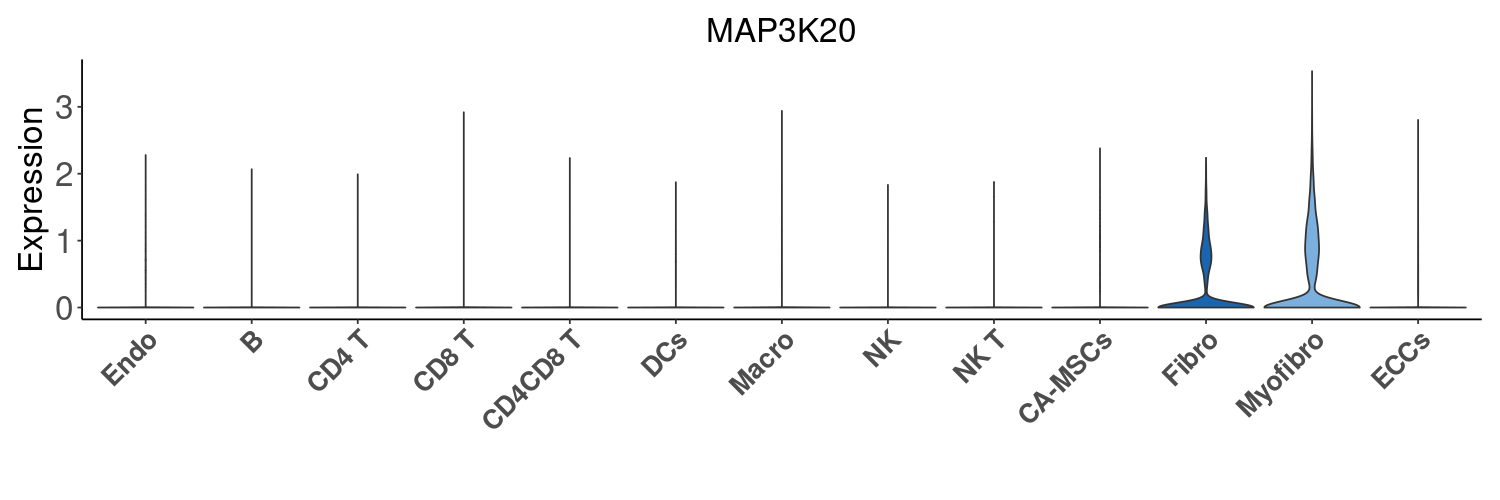 MAP3K20
Expression
3
2
1
0
Endo
B
CD4 T
CD8 T
CD4CD8 T
DCs
Macro
NK
NK T
CA-MSCs
Fibro
Myofibro
ECCs